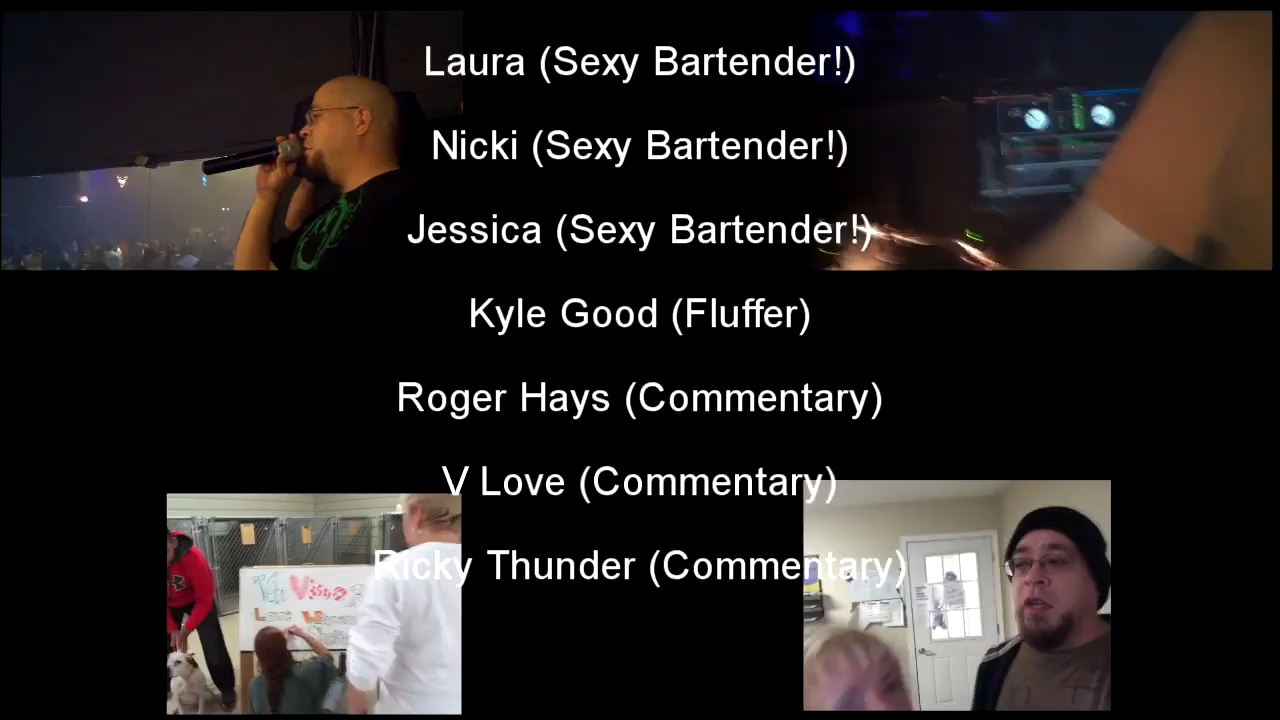 Laura (Sexy Bartender!)
Nicki (Sexy Bartender!)
Jessica (Sexy Bartender!)
Kyle Good (Fluffer)
Roger Hays (Commentary)
V Love (Commentary)
Ricky Thunder (Commentary)